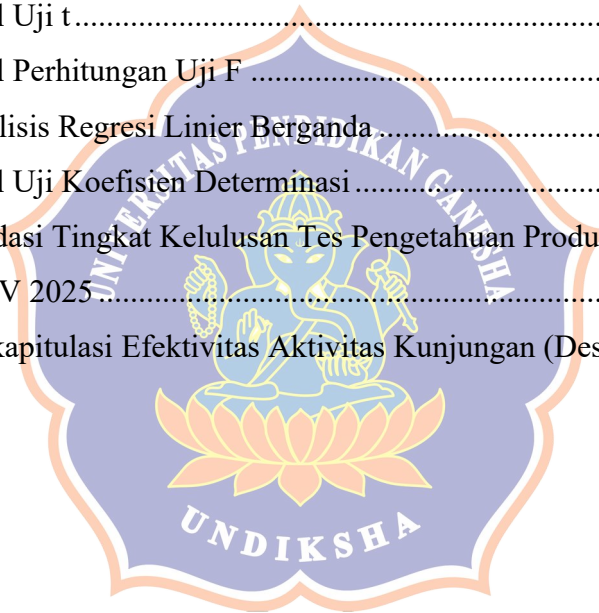 l Uji t
l Perhitungan Uji F
lisis Regresi Linier Berganda
l Uji Koefisien Determinasi
dasi Tingkat Kelulusan Tes Pengetahuan Produ
V 2025
kapitulasi Efektivitas Aktivitas Kunjungan (Des
UNIVERSITAS PENDIDIKAN GANESHA
UNDIKSHA